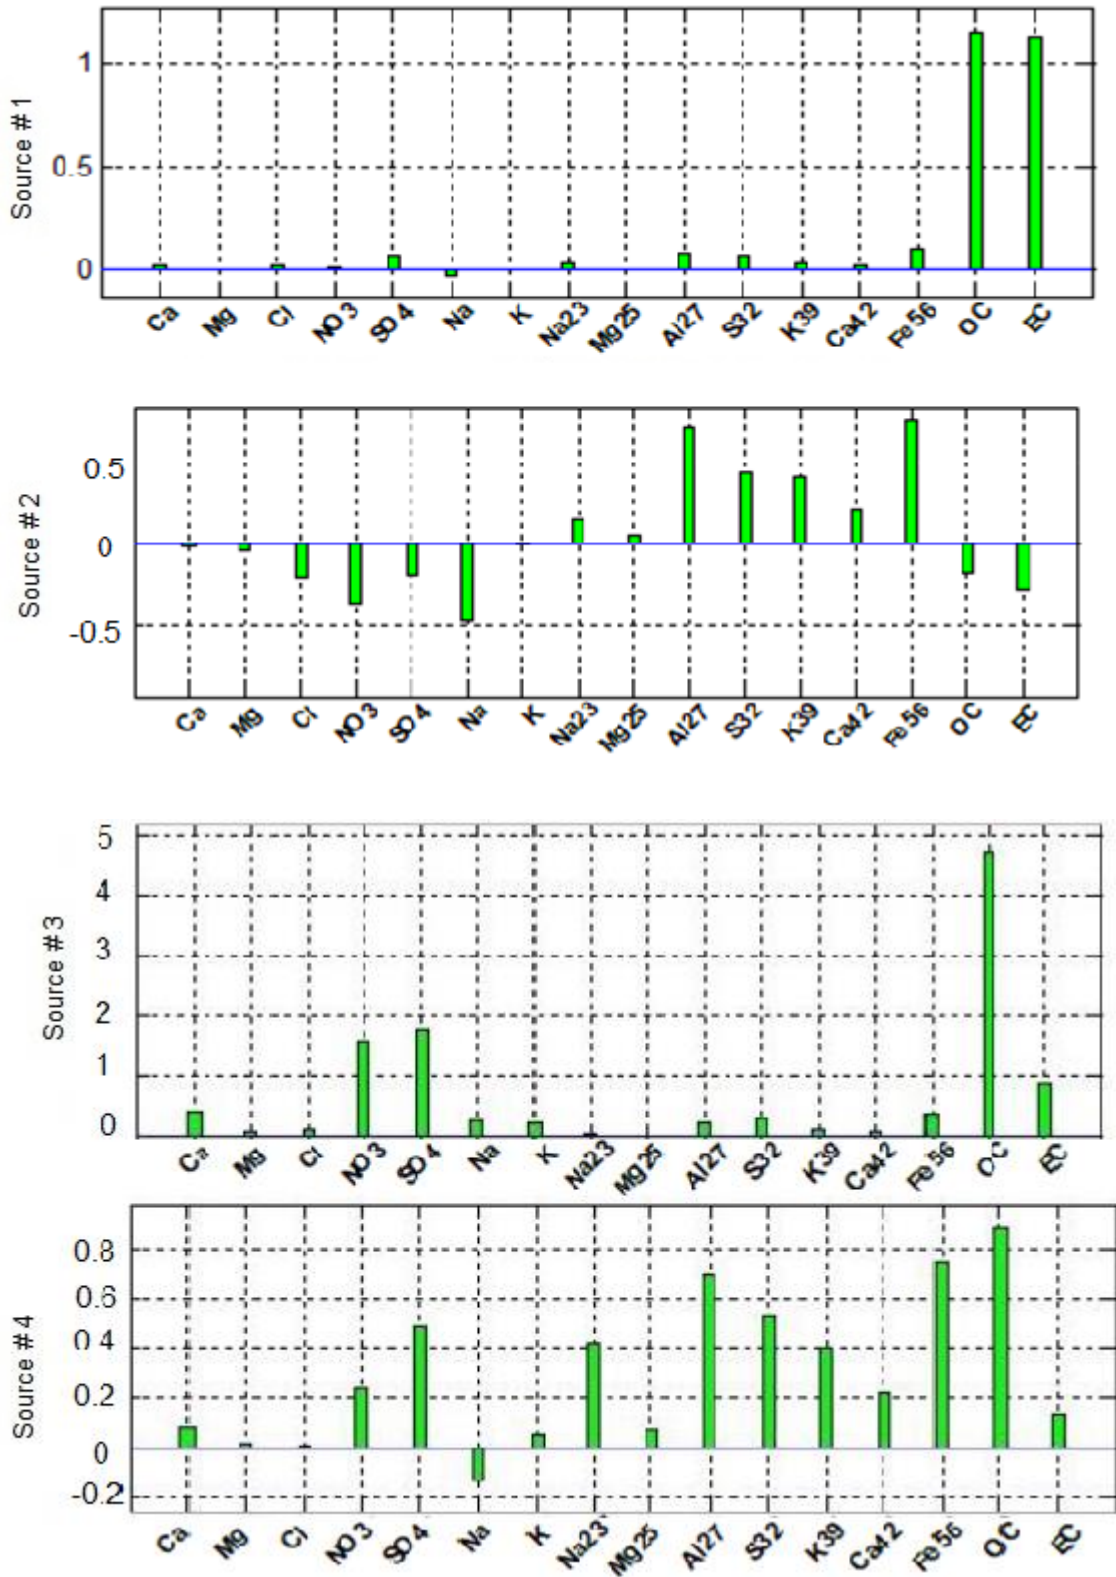 Source #1
1
0.5
0
Ca Mg Cl NO3 SO4 Na K Na23 Mg25 Al27 S32 K39 Ca42 Fe56 OC EC
Source #2
0.5
0
-0.5
Ca Mg Cl NO3 SO4 Na K Na23 Mg25 Al27 S32 K39 Ca42 Fe56 OC EC
Source #3
5
4
3
2
1
0
Ca Mg Cl NO3 SO4 Na K Na23 Mg25 Al27 S32 K39 Ca42 Fe56 OC EC
Source #4
0.8
0.6
0.4
0.2
0
-0.2
Ca Mg Cl NO3 SO4 Na K Na23 Mg25 Al27 S32 K39 Ca42 Fe56 OC EC